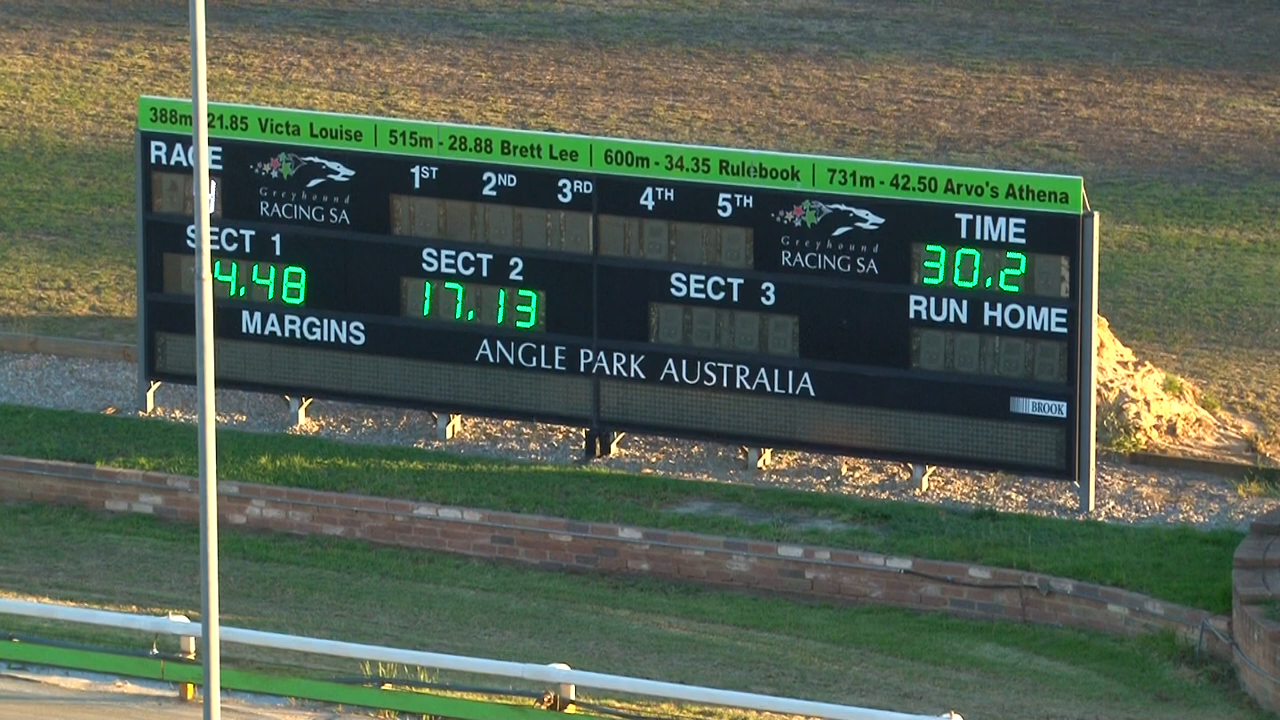 388m 21.85 Victa Louise | 515m - 28.88 Brett Lee | 600m - 34.35 Rulebook | 731m - 42.50 Arvo's Athena
RACE
Greyhound
RACING SA
1ST 2ND 3RD 4TH 5TH
Greyhound
RACING SA
TIME
30.2
SECT 1
4.48
SECT 2
17.13
SECT 3
RUN HOME
MARGINS
ANGLE PARK AUSTRALIA
BROOK